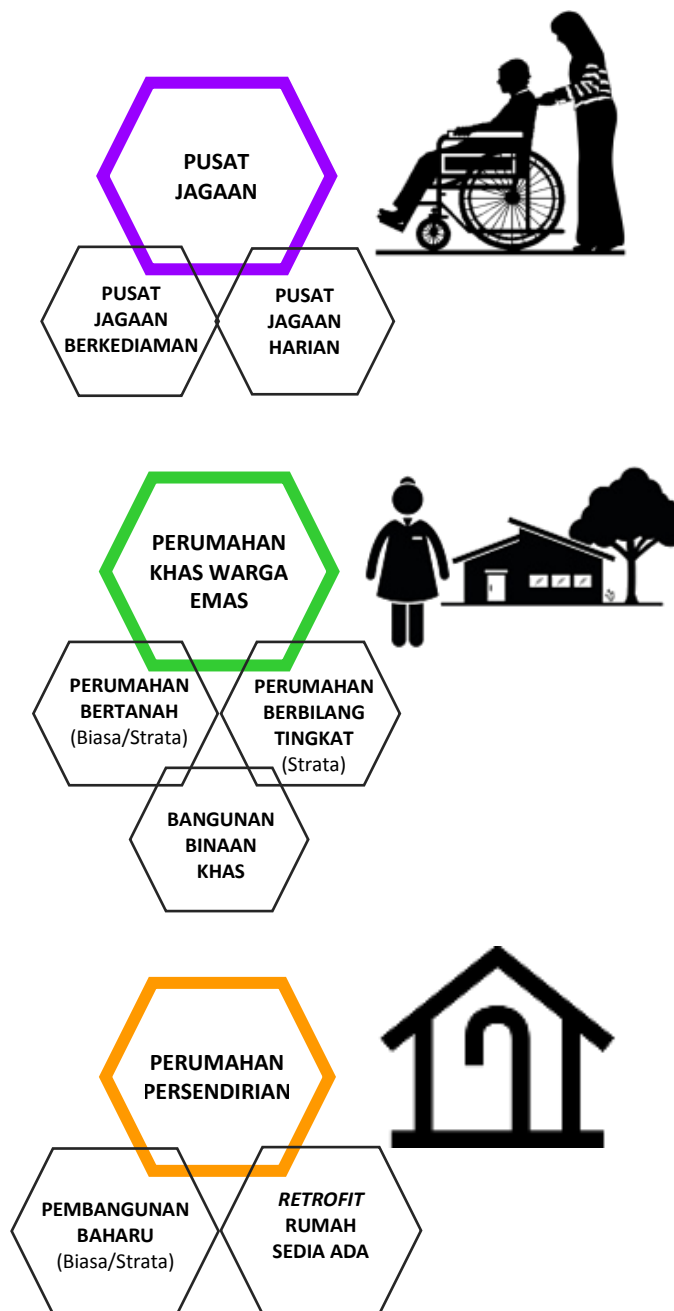 PUSAT
JAGAAN
PUSAT
JAGAAN
BERKEDIAMAN
PUSAT
JAGAAN
HARIAN
PERUMAHAN
KHAS WARGA
EMAS
PERUMAHAN
BERTANAH
(Biasa/Strata)
PERUMAHAN
BERBILANG
TINGKAT
(Strata)
BANGUNAN
BINAAN
KHAS
PERUMAHAN
PERSENDIRIAN
PEMBANGUNAN
BAHARU
(Biasa/Strata)
RETROFIT
RUMAH
SEDIA ADA